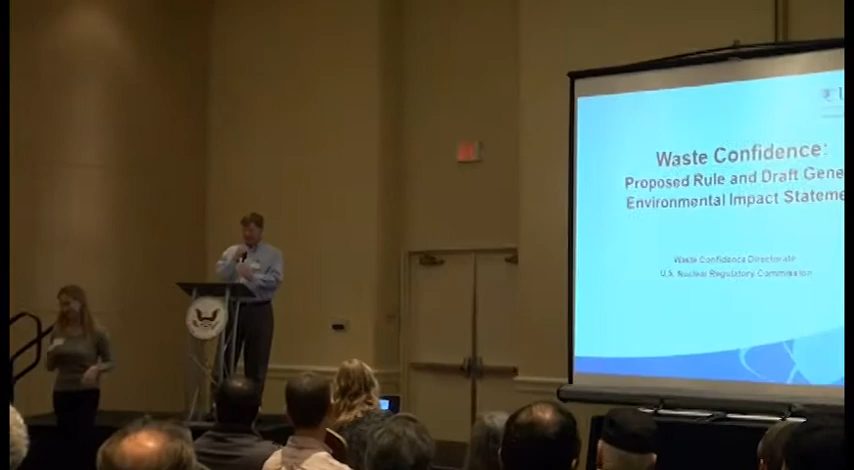 Waste Confidence:
Proposed Rule and Draft Gene
Environmental Impact Stateme
Waste Confidence Directorate
U.S. Nuclear Regulatory Commission